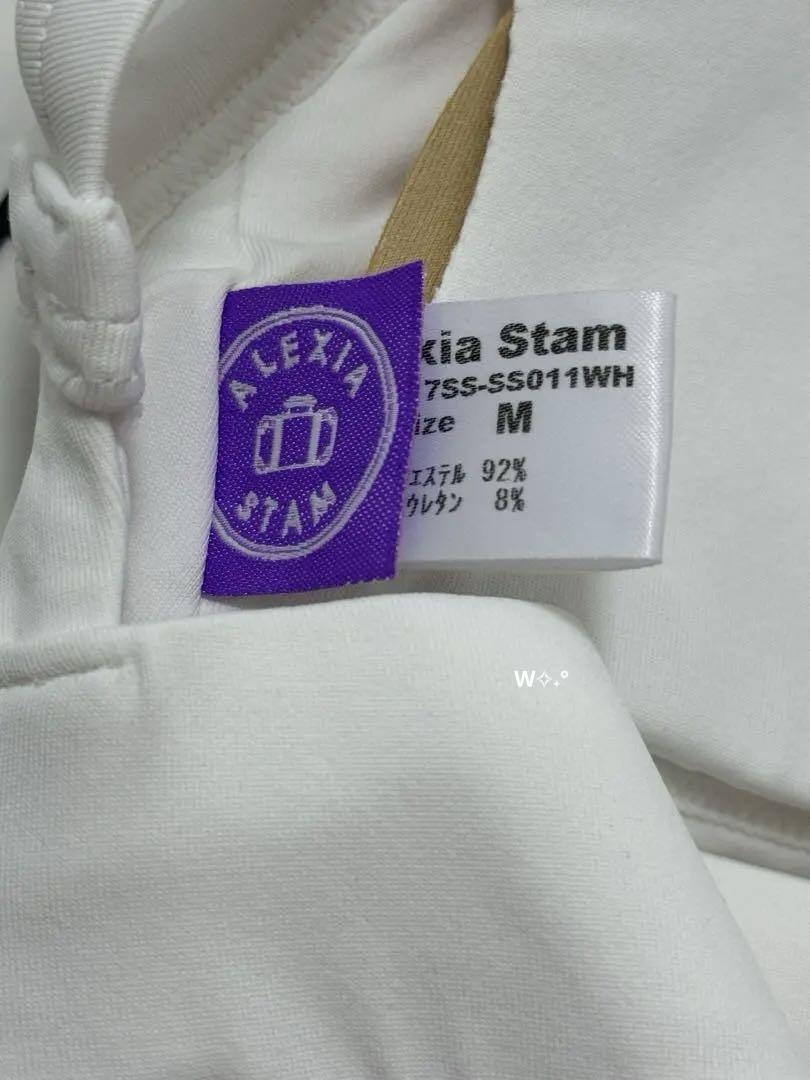 ALEXIA
STAM
xia Stam
7SS-SS011WH
ize M
エステル 92%
ウレタン 8%
W✧˖°